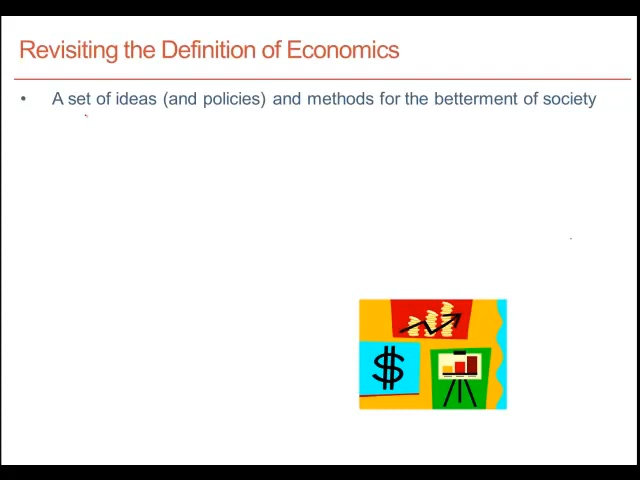 Revisiting the Definition of Economics
• A set of ideas (and policies) and methods for the betterment of society
$